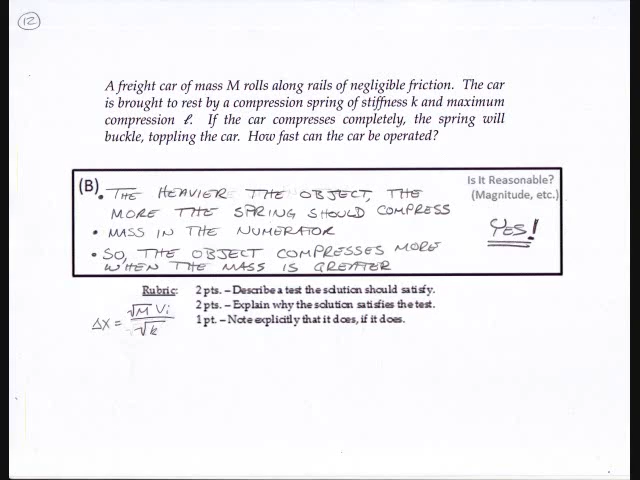 12
A freight car of mass M rolls along rails of negligible friction. The car
is brought to rest by a compression spring of stiffness k and maximum
compression ℓ. If the car compresses completely, the spring will
buckle, toppling the car. How fast can the car be operated?
(B) • THE HEAVIER THE OBJECT, THE
MORE THE SPRING SHOULD COMPRESS
• MASS IN THE NUMERATOR
• SO, THE OBJECT COMPRESSES MORE
WHEN THE MASS IS GREATER
Is It Reasonable?
(Magnitude, etc.)
YES!
Rubric: 2 pts. – Describe a test the solution should satisfy.
2 pts. – Explain why the solution satisfies the test.
1 pt. – Note explicitly that it does, if it does.
ΔX = √M Vi / √k